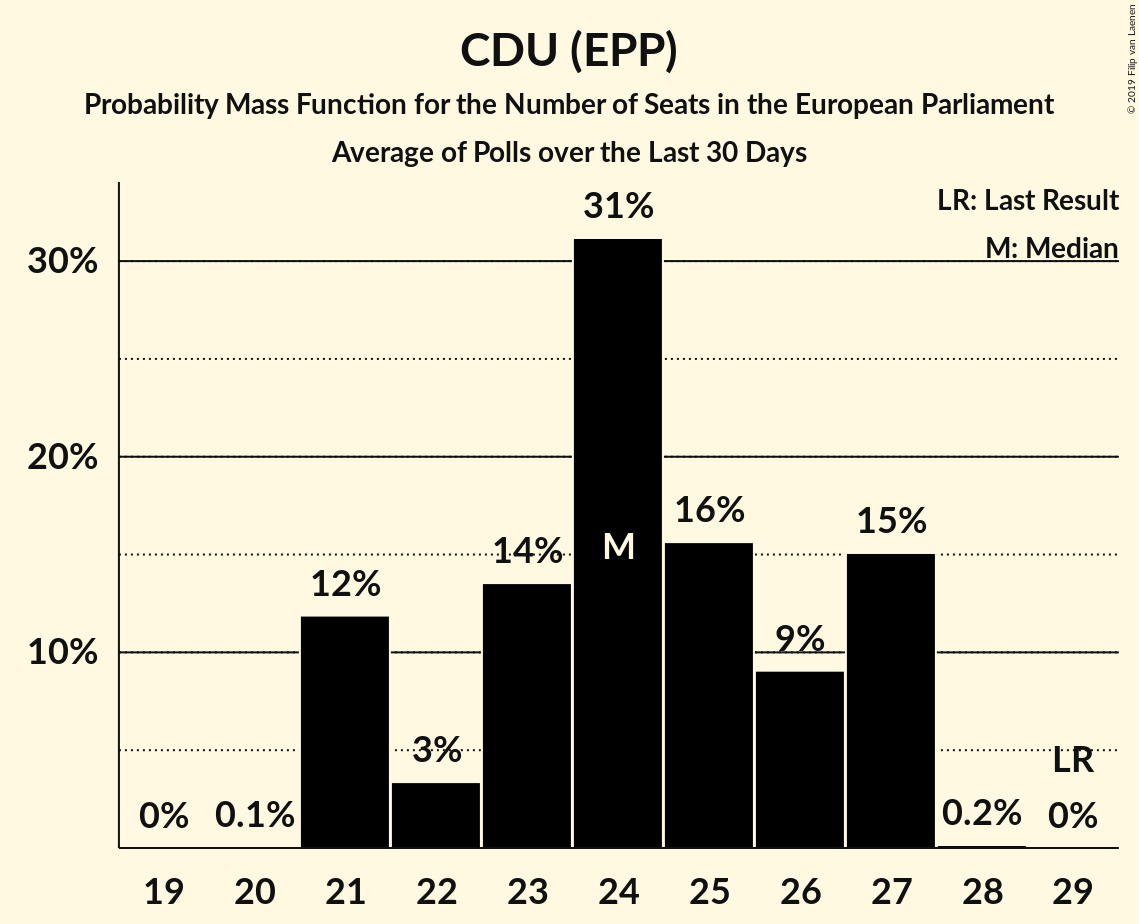 CDU (EPP)
Probability Mass Function for the Number of Seats in the European Parliament
Average of Polls over the Last 30 Days
© 2019 Filip van Laenen
LR: Last Result
M: Median
30%
20%
10%
0%
0.1%
12%
3%
14%
31%
M
16%
9%
15%
0.2%
LR
0%
19 20 21 22 23 24 25 26 27 28 29